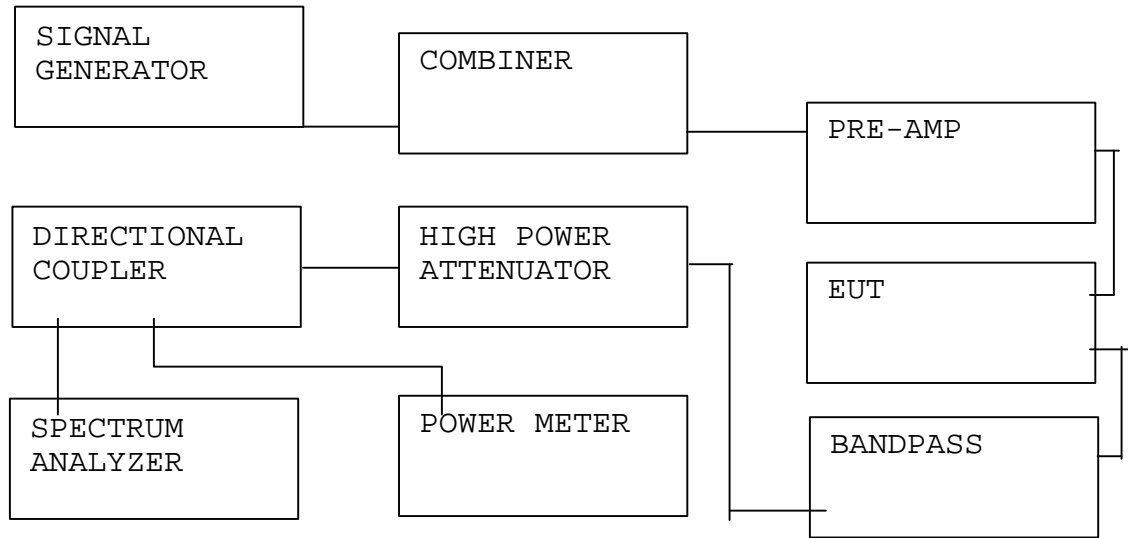 SIGNAL
GENERATOR
COMBINER
PRE-AMP
DIRECTIONAL
COUPLER
HIGH POWER
ATTENUATOR
EUT
SPECTRUM
ANALYZER
POWER METER
BANDPASS